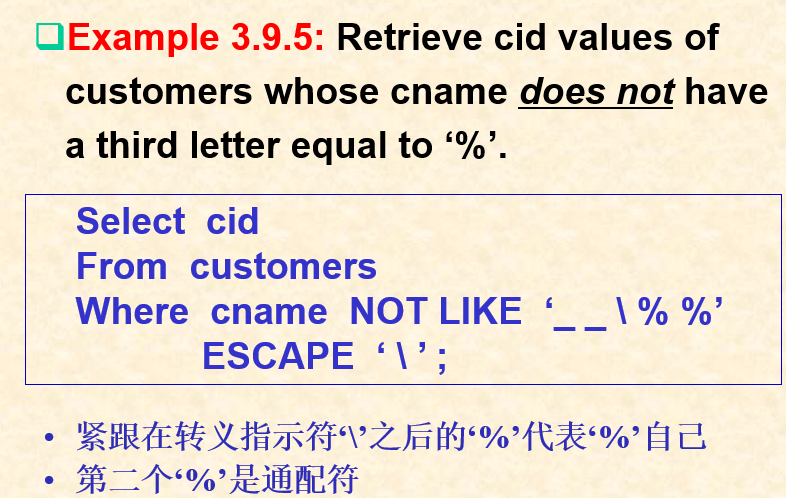 Example 3.9.5: Retrieve cid values of
customers whose cname does not have
a third letter equal to ‘%’.
Select cid
From customers
Where cname NOT LIKE ‘_ _ \ % %’
ESCAPE ‘ \ ’ ;
• 紧跟在转义指示符‘\’之后的‘%’代表‘%’自己
• 第二个‘%’是通配符